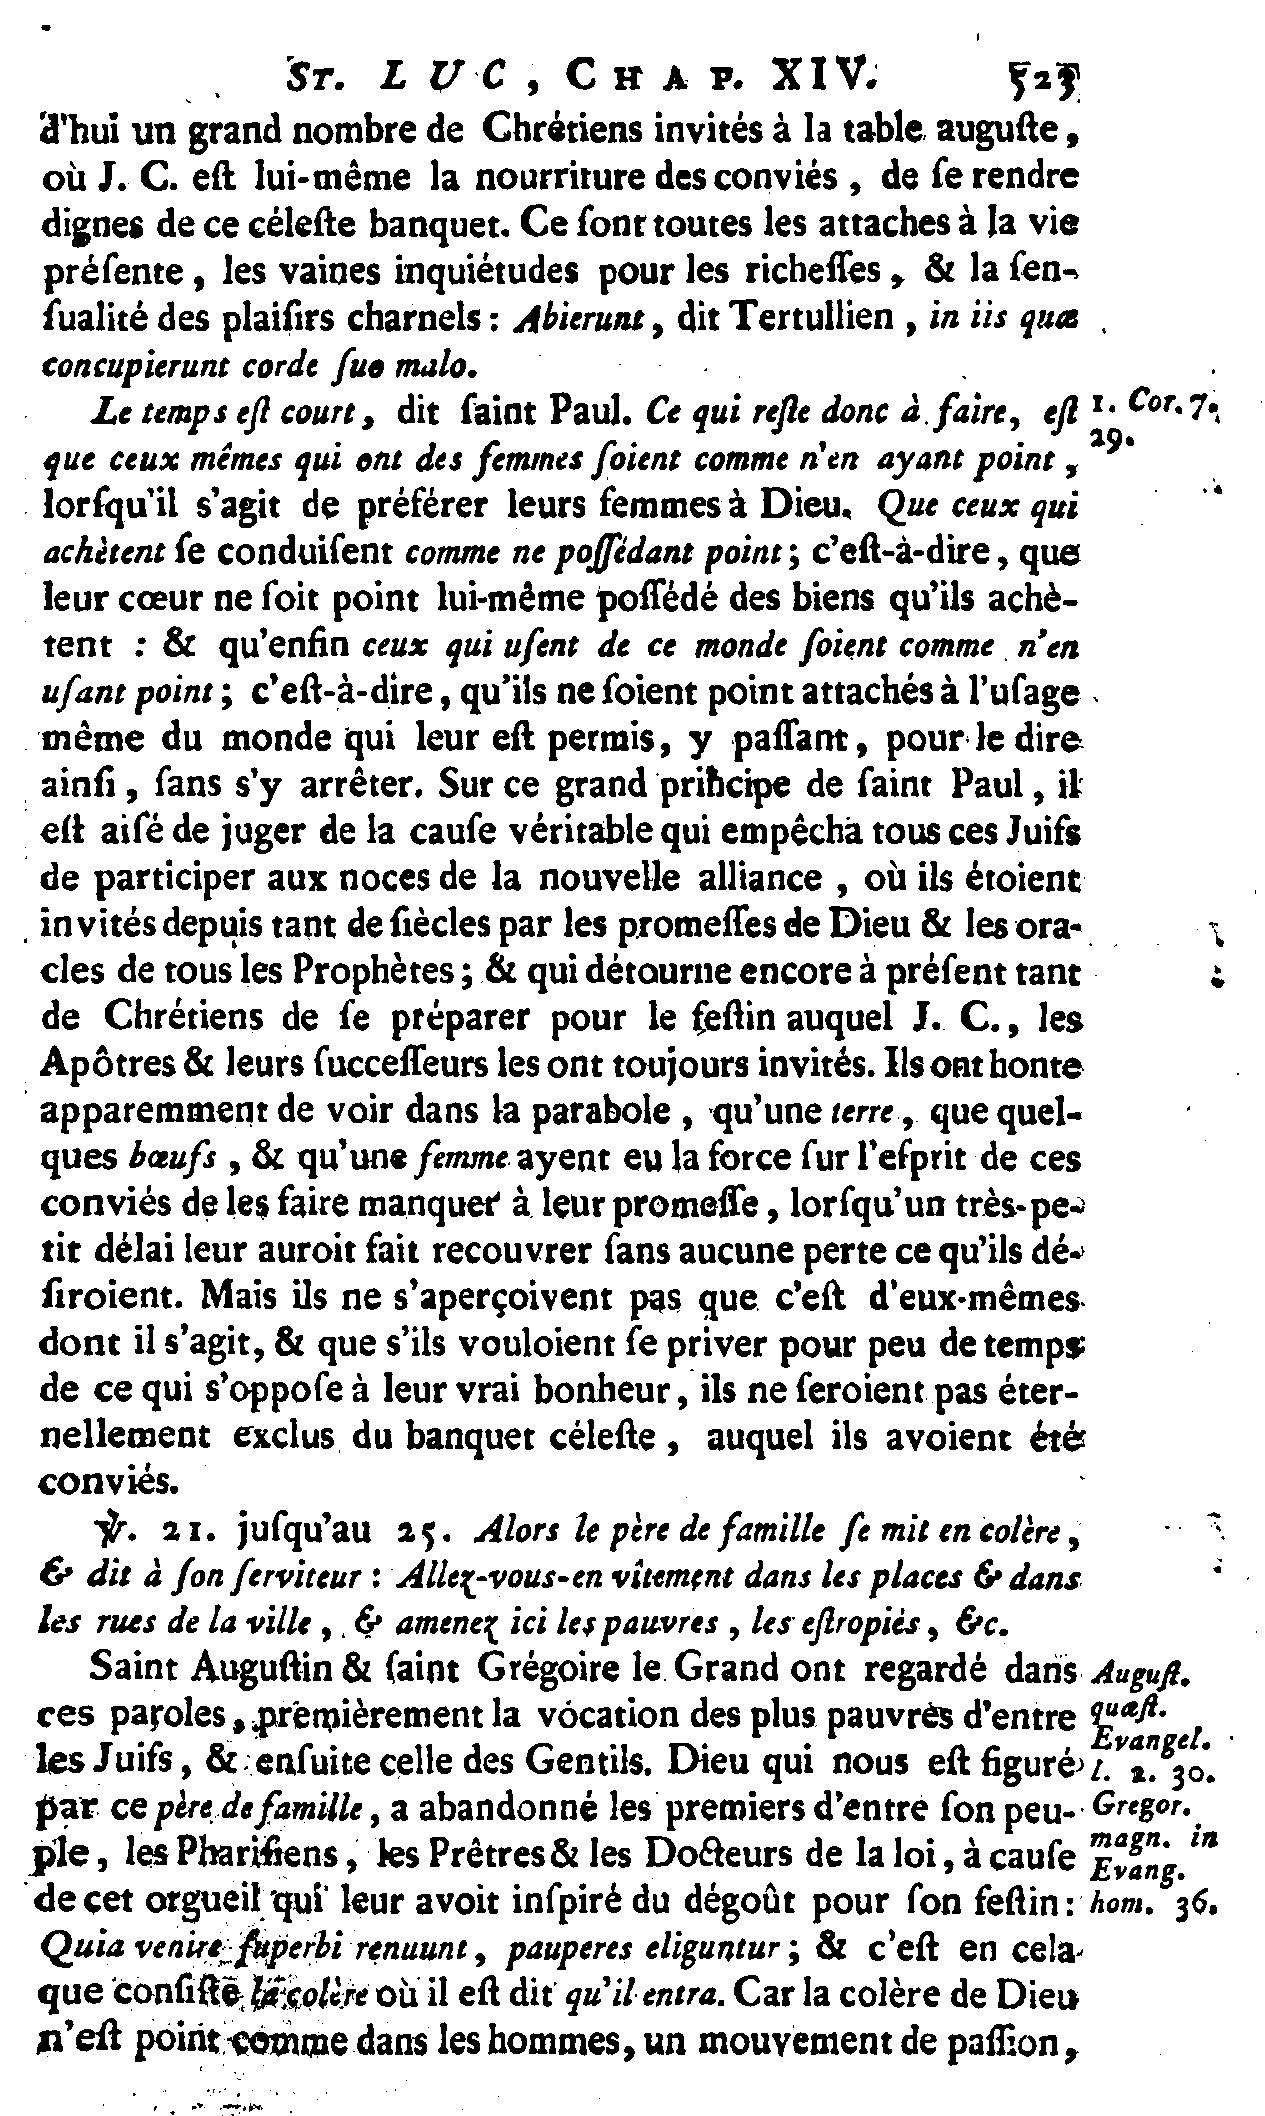 ST. LUC, CHAP. XIV. 523
d'hui un grand nombre de Chrétiens invités à la table auguſte,
où J. C. eſt lui-même la nourriture des conviés, de ſe rendre
dignes de ce céleſte banquet. Ce ſont toutes les attaches à la vie
préſente, les vaines inquiétudes pour les richeſſes, & la ſen-
ſualité des plaiſirs charnels : Abierunt, dit Tertullien, in iis quæ
concupierunt corde ſuo malo.
Le temps eſt court, dit ſaint Paul. Ce qui reſte donc à faire, eſt
1. Cor. 7.
29.
que ceux mêmes qui ont des femmes ſoient comme n'en ayant point,
lorſqu'il s'agit de préférer leurs femmes à Dieu. Que ceux qui
achètent ſe conduiſent comme ne poſſédant point ; c'eſt-à-dire, que
leur cœur ne ſoit point lui-même poſſédé des biens qu'ils achè-
tent : & qu'enfin ceux qui uſent de ce monde ſoient comme n'en
uſant point ; c'eſt-à-dire, qu'ils ne ſoient point attachés à l'uſage
même du monde qui leur eſt permis, y paſſant, pour le dire
ainſi, ſans s'y arrêter. Sur ce grand principe de ſaint Paul, il
eſt aiſé de juger de la cauſe véritable qui empêcha tous ces Juifs
de participer aux noces de la nouvelle alliance, où ils étoient
invités depuis tant de ſiècles par les promeſſes de Dieu & les ora-
cles de tous les Prophètes ; & qui détourne encore à préſent tant
de Chrétiens de ſe préparer pour le feſtin auquel J. C., les
Apôtres & leurs ſucceſſeurs les ont toujours invités. Ils ont honte
apparemment de voir dans la parabole, qu'une terre, que quel-
ques bœufs, & qu'une femme ayent eu la force ſur l'eſprit de ces
conviés de les faire manquer à leur promeſſe, lorſqu'un très-pe-
tit délai leur auroit fait recouvrer ſans aucune perte ce qu'ils dé-
ſiroient. Mais ils ne s'aperçoivent pas que c'eſt d'eux-mêmes
dont il s'agit, & que s'ils vouloient ſe priver pour peu de temps
de ce qui s'oppoſe à leur vrai bonheur, ils ne ſeroient pas éter-
nellement exclus du banquet céleſte, auquel ils avoient été
conviés.
℣. 21. juſqu'au 25. Alors le père de famille ſe mit en colère,
& dit à ſon ſerviteur : Allez-vous-en vîtement dans les places & dans
les rues de la ville, & amenez ici les pauvres, les eſtropiés, &c.
Saint Auguſtin & ſaint Grégoire le Grand ont regardé dans
ces paroles, premièrement la vocation des plus pauvres d'entre
les Juifs, & enſuite celle des Gentils. Dieu qui nous eſt figuré
par ce père de famille, a abandonné les premiers d'entre ſon peu-
ple, les Phariſiens, les Prêtres & les Docteurs de la loi, à cauſe
de cet orgueil qui leur avoit inſpiré du dégoût pour ſon feſtin :
Auguſt.
quæſt.
Evangel.
l. 2. 30.
Gregor.
magn. in
Evang.
hom. 36.
Quia venire ſuperbi renuunt, pauperes eliguntur ; & c'eſt en cela
que conſiſte la colère où il eſt dit qu'il entra. Car la colère de Dieu
n'eſt point comme dans les hommes, un mouvement de paſſion,